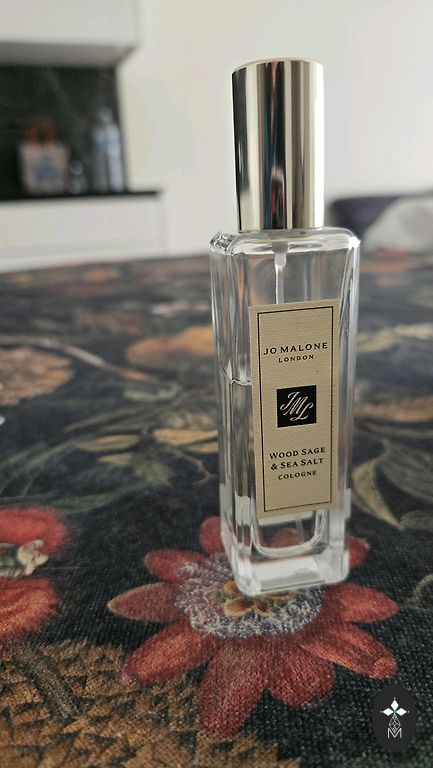 JO MALONE
LONDON
JML
WOOD SAGE
& SEA SALT
COLOGNE
M